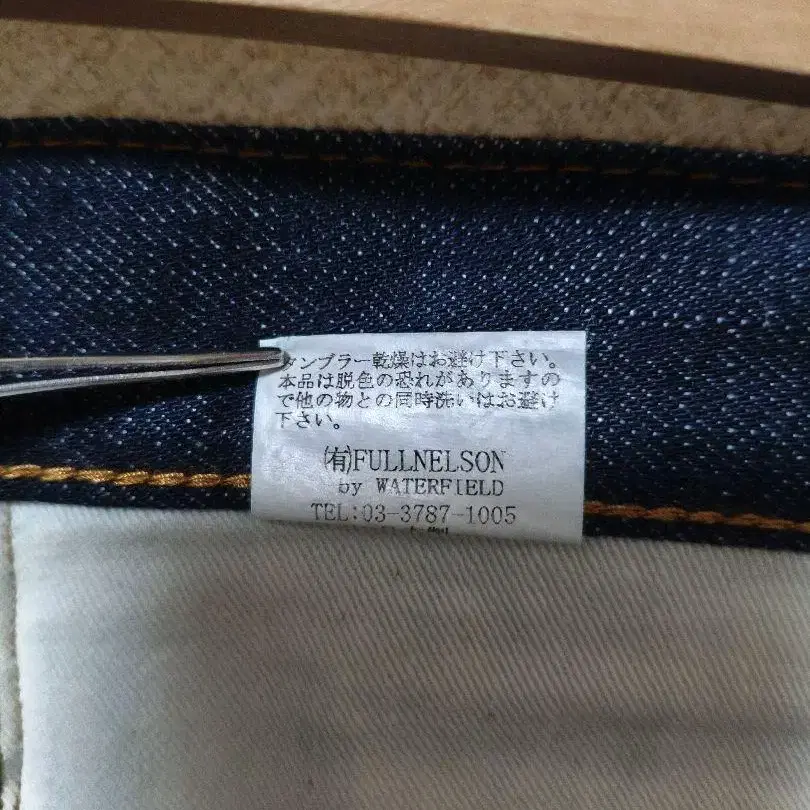 タンブラー乾燥はお避け下さい。
本品は脱色の恐れがありますの
で他の物との同時洗いはお避け
下さい。
㈲FULLNELSON
by WATERFIELD
TEL:03-3787-1005